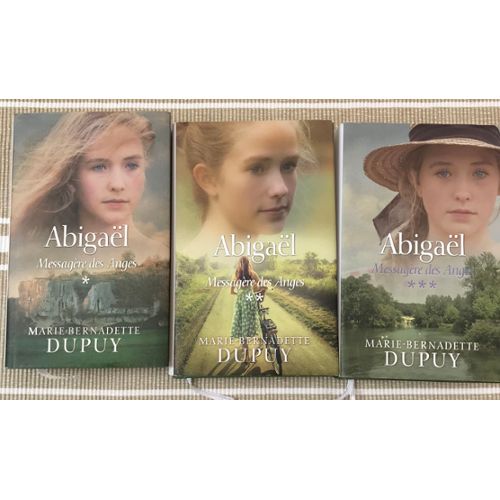 Abigaël
Messagère des Anges
*
MARIE-BERNADETTE
DUPUY
Abigaël
Messagère des Anges
**
MARIE-BERNADETTE
DUPUY
Abigaël
Messagère des Anges
***
MARIE-BERNADETTE
DUPUY